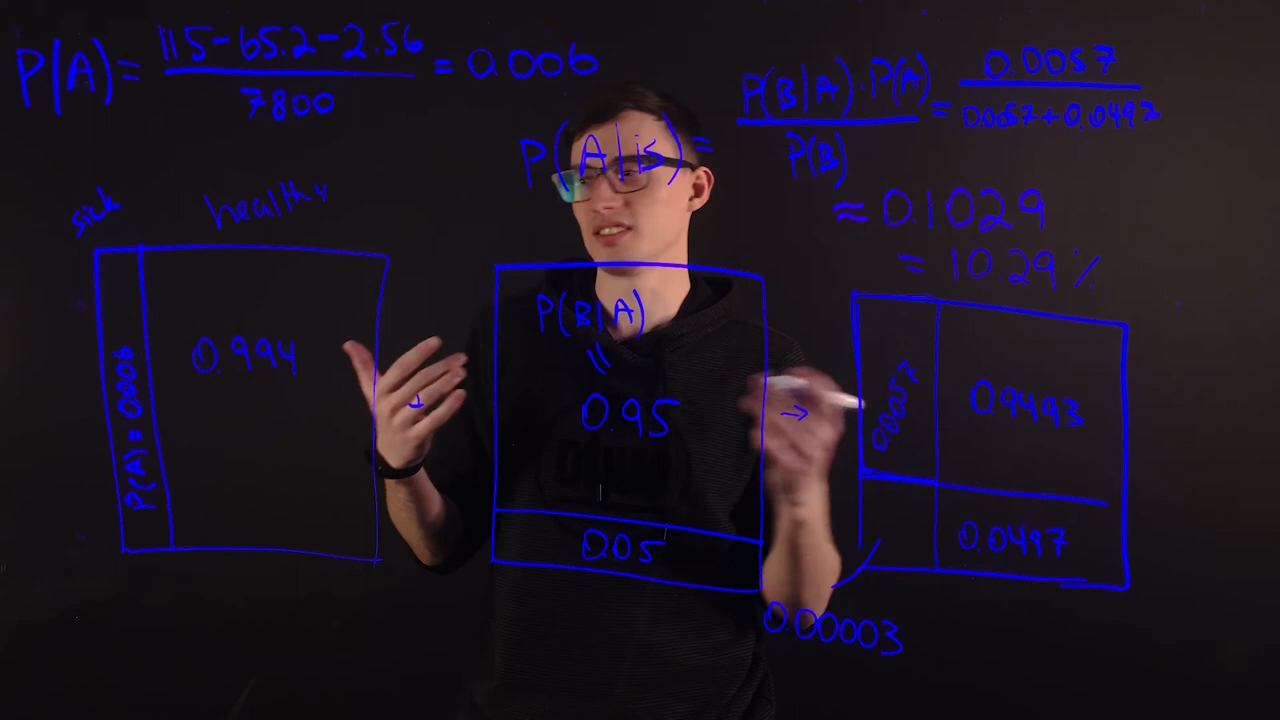 P(A) = 115-65.2-2.56 / 7800 = 0.006
P(A|is) = P(B|A)·P(A) / P(B) = 0.0057 / 0.0057+0.0497
≈ 0.1029
= 10.29%
sick
healthy
P(A) = 0.006
0.994
P(B|A)
=
0.95
0.05
→
0.0057
0.9493
0.0497
0.00003